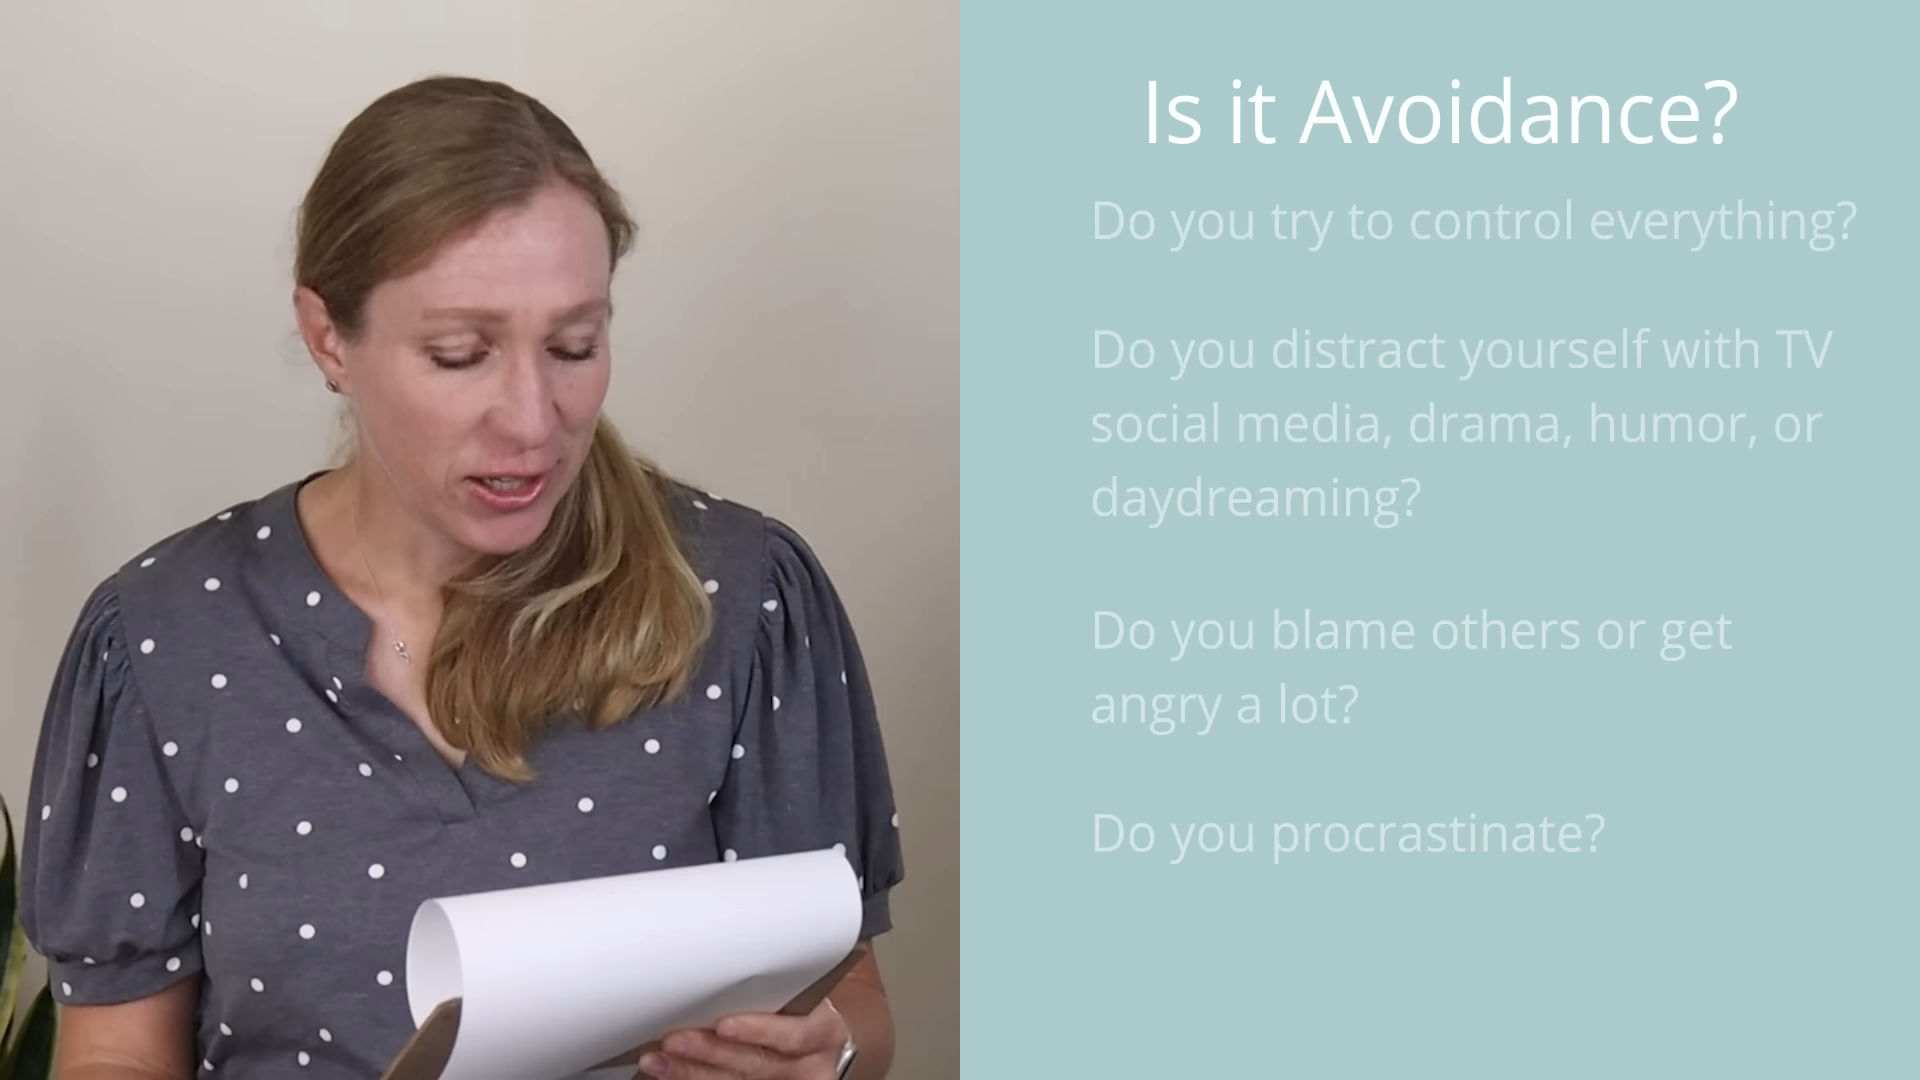 Is it Avoidance?
Do you try to control everything?
Do you distract yourself with TV
social media, drama, humor, or
daydreaming?
Do you blame others or get
angry a lot?
Do you procrastinate?